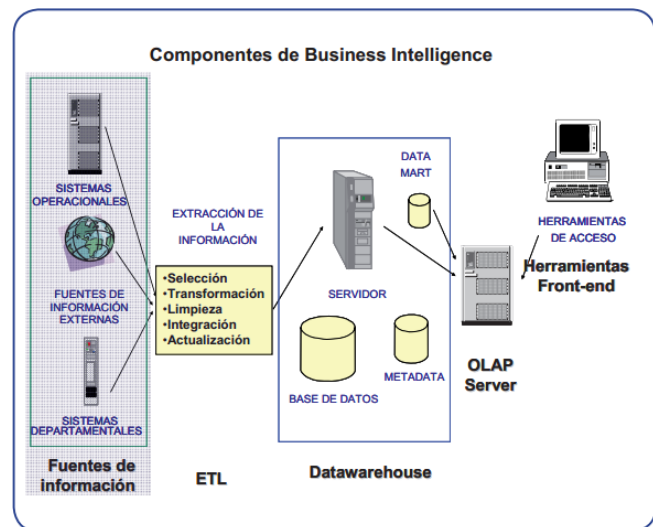 Componentes de Business Intelligence
SISTEMAS
OPERACIONALES
FUENTES DE
INFORMACIÓN
EXTERNAS
SISTEMAS
DEPARTAMENTALES
Fuentes de
información
EXTRACCIÓN DE
LA
INFORMACIÓN
•Selección
•Transformación
•Limpieza
•Integración
•Actualización
ETL
DATA
MART
SERVIDOR
BASE DE DATOS
METADATA
Datawarehouse
OLAP
Server
HERRAMIENTAS
DE ACCESO
Herramientas
Front-end